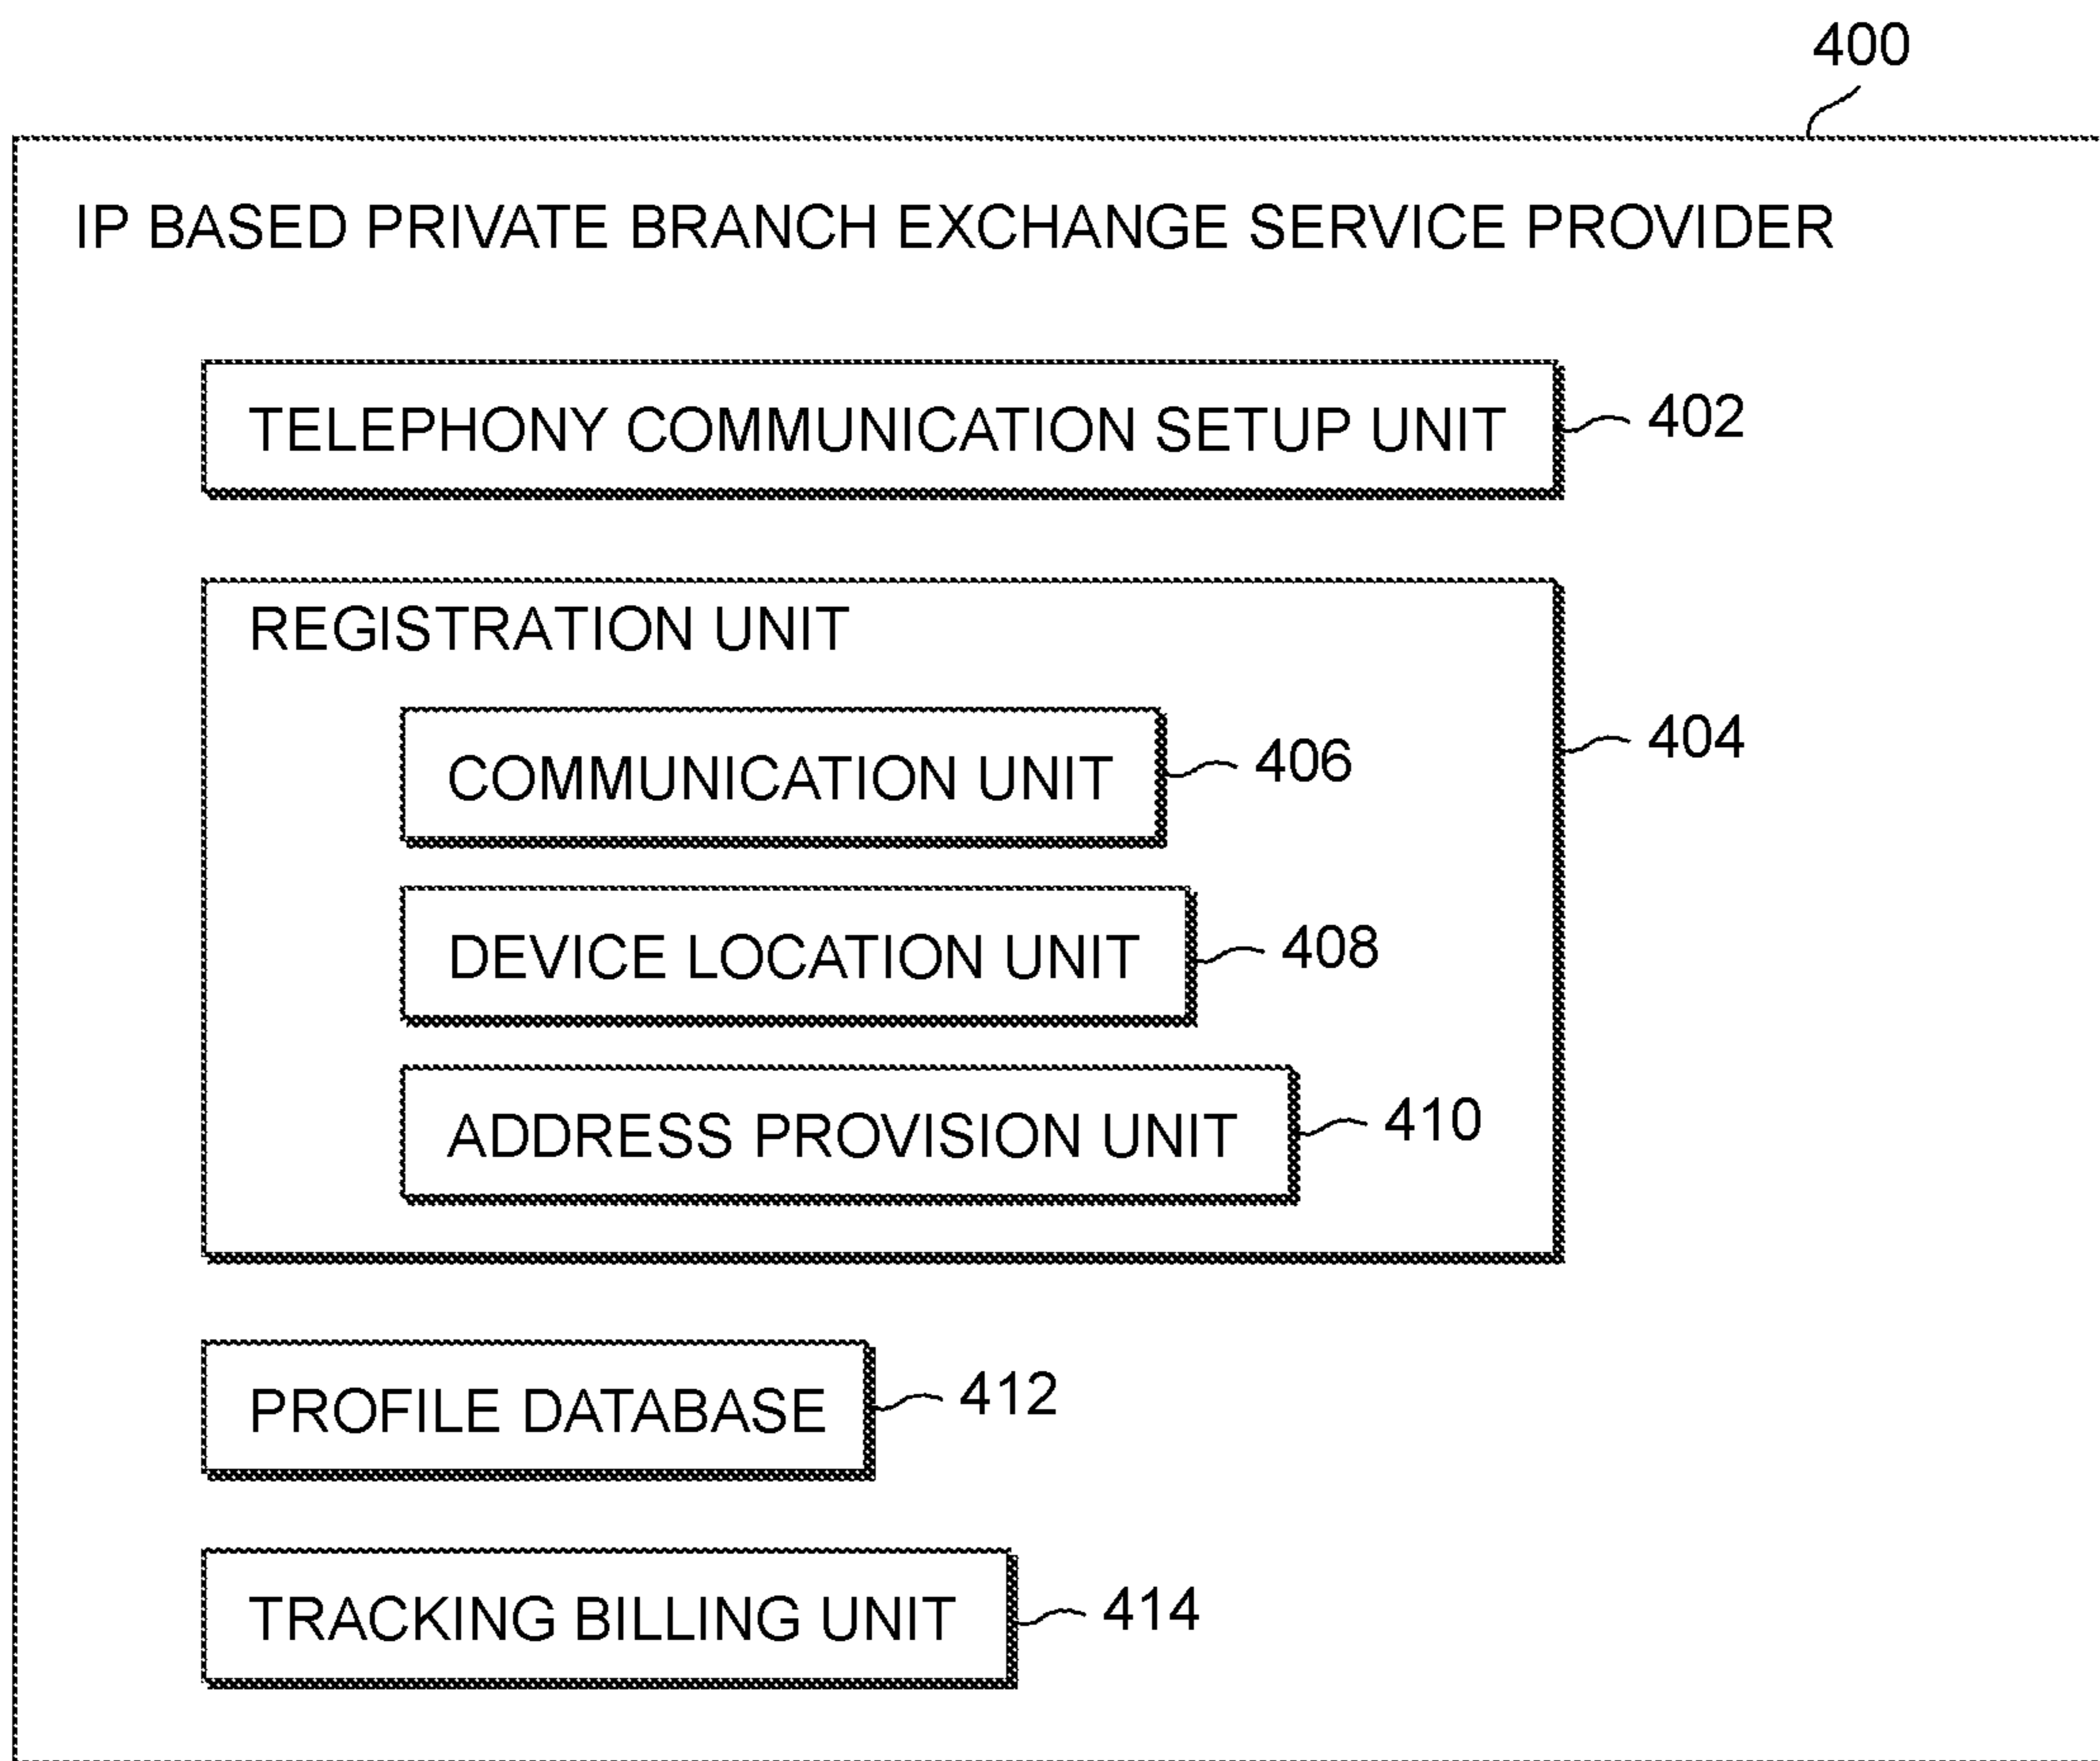 400
IP BASED PRIVATE BRANCH EXCHANGE SERVICE PROVIDER
TELEPHONY COMMUNICATION SETUP UNIT
402
REGISTRATION UNIT
404
COMMUNICATION UNIT
406
DEVICE LOCATION UNIT
408
ADDRESS PROVISION UNIT
410
PROFILE DATABASE
412
TRACKING BILLING UNIT
414